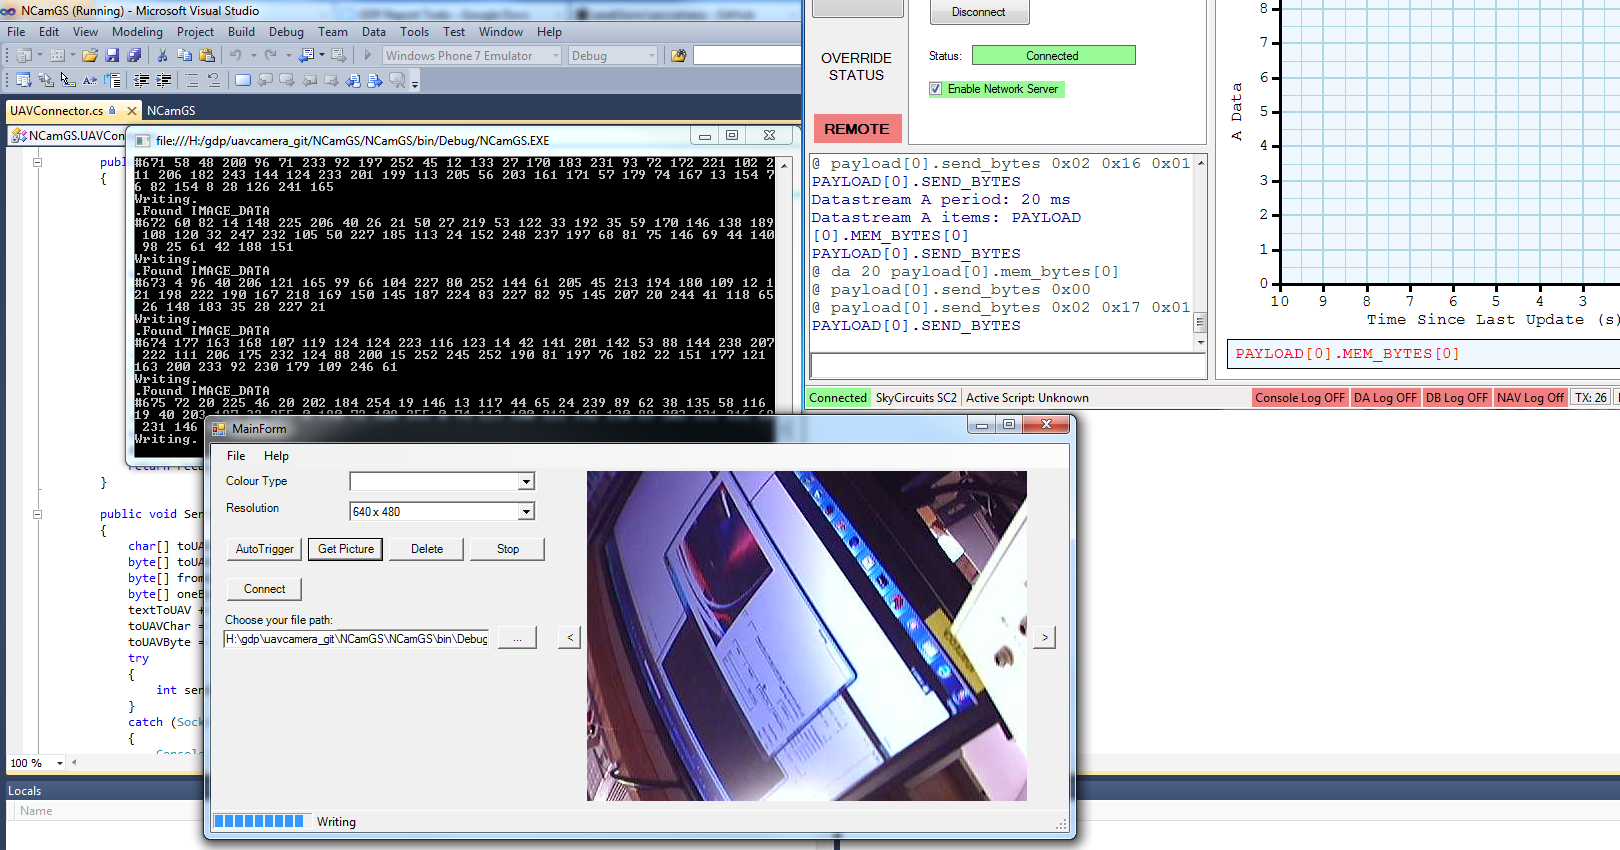 NCamGS (Running) - Microsoft Visual Studio
File Edit View Modeling Project Build Debug Team Data Tools Test Window Help
Windows Phone 7 Emulator Debug
UAVConnector.cs NCamGS
NCamGS.UAVCon
file:///H:/gdp/uavcamera_git/NCamGS/NCamGS/bin/Debug/NCamGS.EXE
#671 58 48 200 96 71 233 92 197 252 45 12 133 27 170 183 231 93 72 172 221 102 2
11 206 182 243 144 124 233 201 199 113 205 56 203 161 171 57 179 74 167 13 154 7
6 82 154 8 28 126 241 165
Writing.
.Found IMAGE_DATA
#672 60 82 14 148 225 206 40 26 21 50 27 219 53 122 33 192 35 59 170 146 138 189
108 120 32 247 232 105 50 227 185 113 24 152 248 237 197 68 81 75 146 69 44 140
98 25 61 42 188 151
Writing.
.Found IMAGE_DATA
#673 4 96 40 206 121 165 99 66 104 227 80 252 144 61 205 45 213 194 180 109 12 1
21 198 222 190 167 218 169 150 145 187 224 83 227 82 95 145 207 20 244 41 118 65
26 148 183 35 28 227 21
Writing.
.Found IMAGE_DATA
#674 177 163 168 107 119 124 124 223 116 123 14 42 141 201 142 53 88 144 238 207
222 111 206 175 232 124 88 200 15 252 245 252 190 81 197 76 182 22 151 177 121
163 200 233 92 230 179 109 246 61
Writing.
.Found IMAGE_DATA
#675 72 20 225 46 20 202 184 254 19 146 13 117 44 65 24 239 89 62 38 135 58 116
19 40 203
231 146
Writing.
publ
{
}
public void Sen
{
char[] toUA
byte[] toUA
byte[] from
byte[] oneB
textToUAV +
toUAVChar =
toUAVByte =
try
{
int sen
}
catch (Sock
{
100 %
Locals
Name
Disconnect
OVERRIDE
STATUS
Status: Connected
Enable Network Server
REMOTE
@ payload[0].send_bytes 0x02 0x16 0x01
PAYLOAD[0].SEND_BYTES
Datastream A period: 20 ms
Datastream A items: PAYLOAD
[0].MEM_BYTES[0]
PAYLOAD[0].SEND_BYTES
@ da 20 payload[0].mem_bytes[0]
@ payload[0].send_bytes 0x00
@ payload[0].send_bytes 0x02 0x17 0x01
PAYLOAD[0].SEND_BYTES
Connected SkyCircuits SC2 Active Script: Unknown
Console Log OFF DA Log OFF DB Log OFF NAV Log Off TX: 26
A Data
8
7
6
5
4
3
2
1
0
10 9 8 7 6 5 4 3
Time Since Last Update (s)
PAYLOAD[0].MEM_BYTES[0]
MainForm
File Help
Colour Type
Resolution 640 x 480
AutoTrigger Get Picture Delete Stop
Connect
Choose your file path:
H:\gdp\uavcamera_git\NCamGS\NCamGS\bin\Debug ... < >
Writing